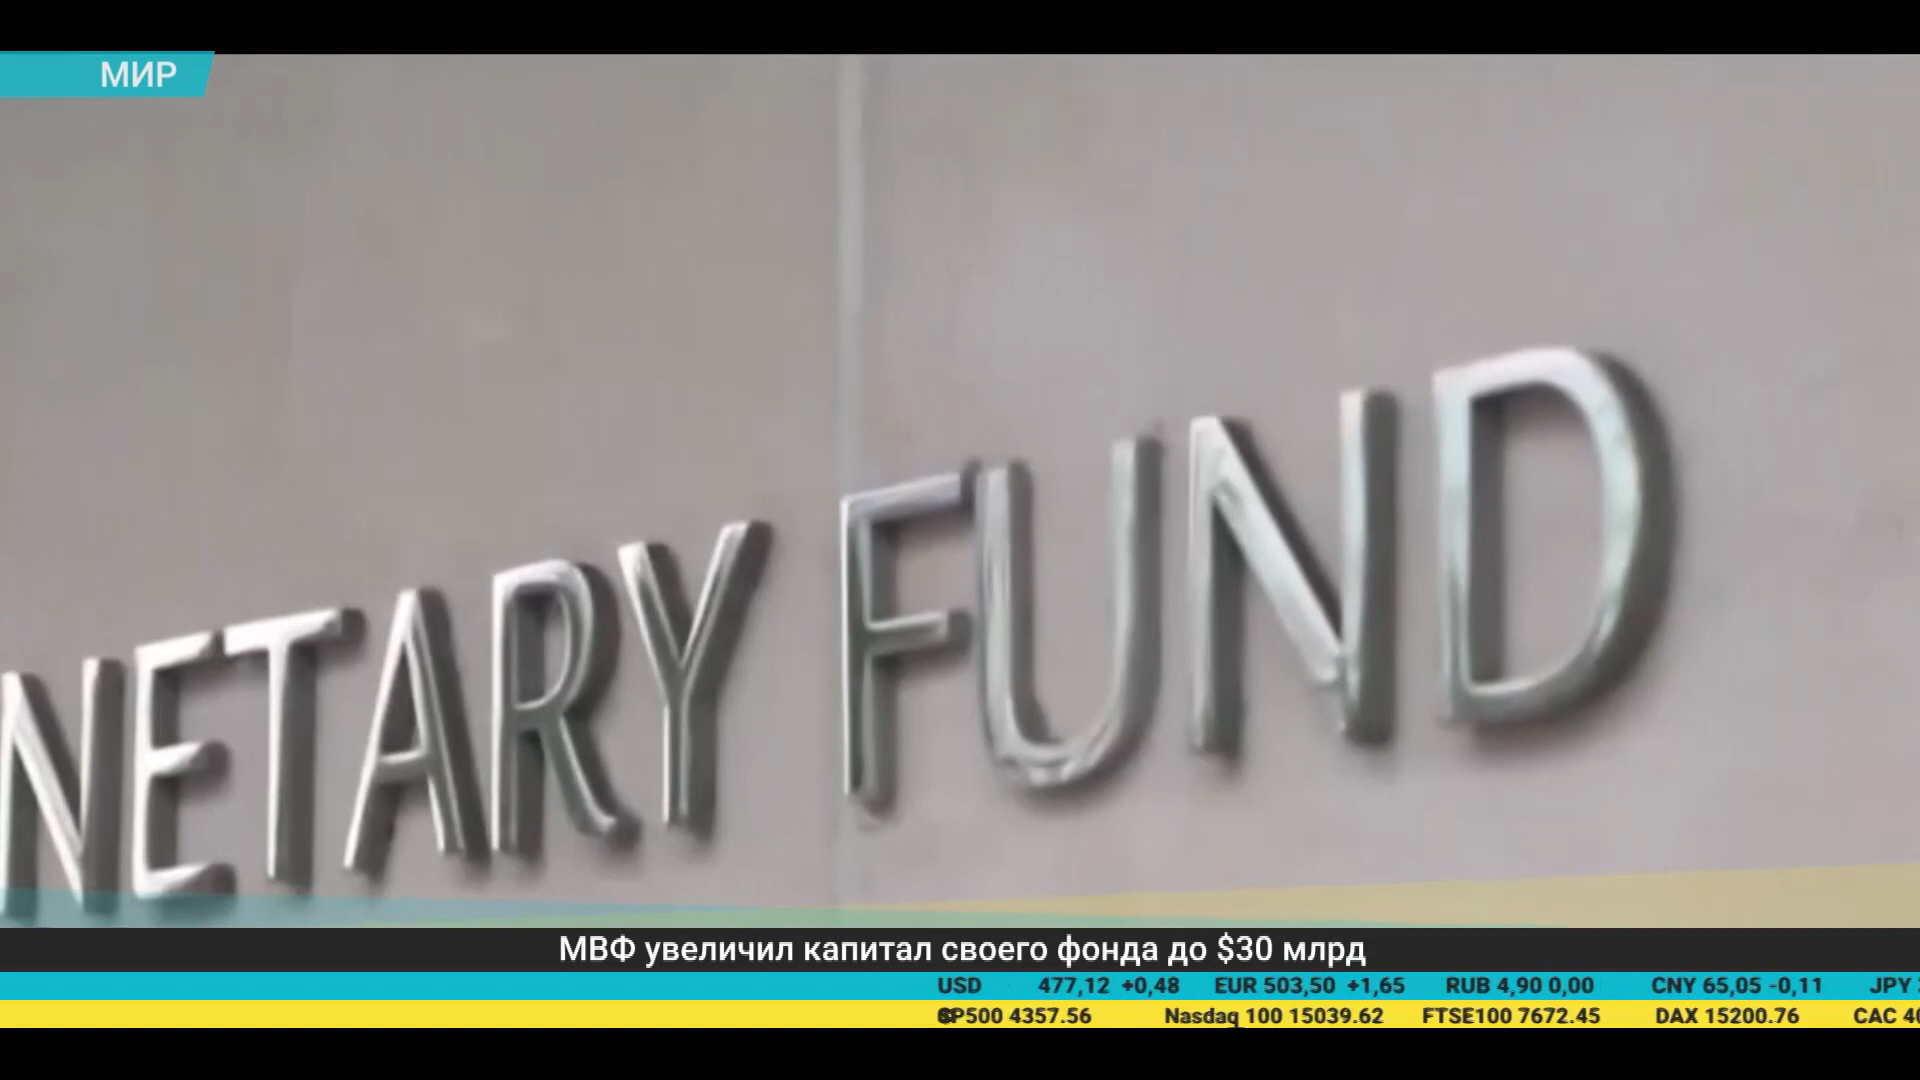 МИР
NETARY FUND
МВФ увеличил капитал своего фонда до $30 млрд
USD 477,12 +0,48 EUR 503,50 +1,65 RUB 4,90 0,00 CNY 65,05 -0,11 JPY
SP500 4357.56 Nasdaq 100 15039.62 FTSE100 7672.45 DAX 15200.76 CAC